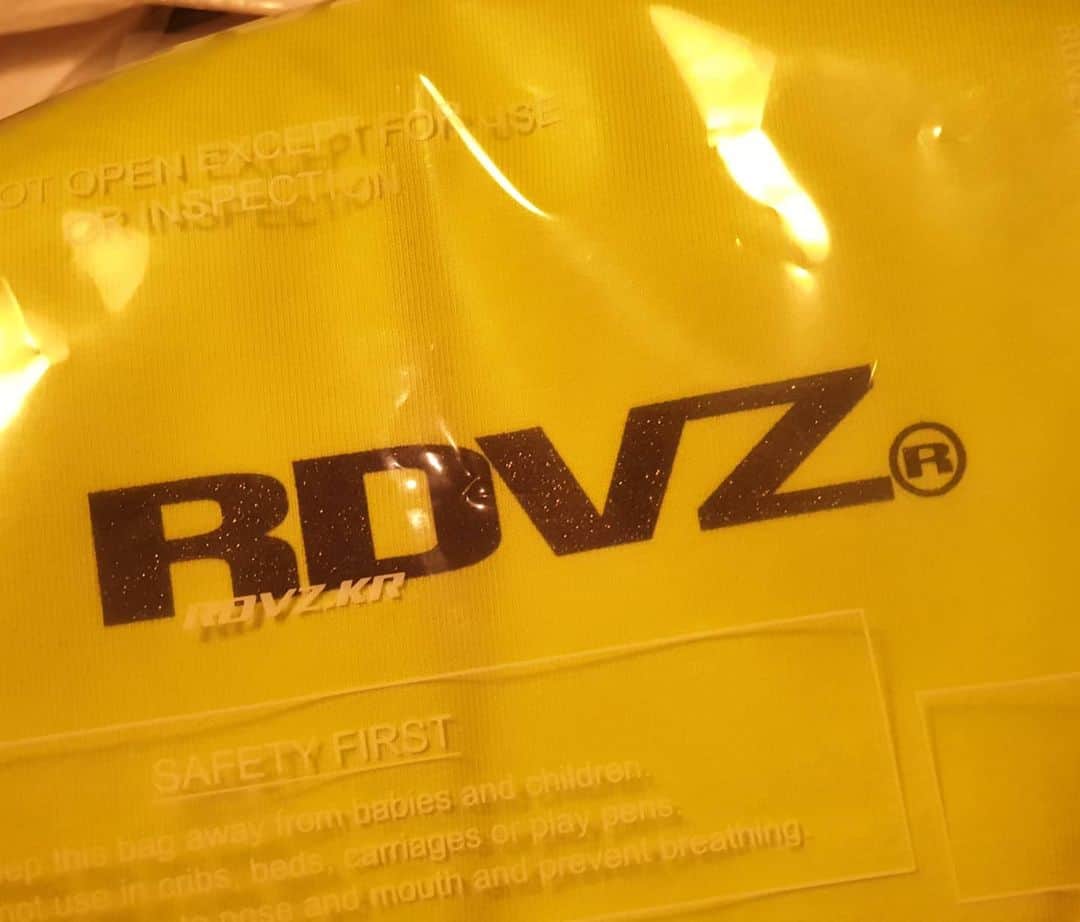 OT OPEN EXCEPT FOR USE
OR INSPECTION
RDVZ®
RDVZ.KR
SAFETY FIRST
this bag away from babies and children.
use in cribs, beds, carriages or play pens.
nose and mouth and prevent breathing